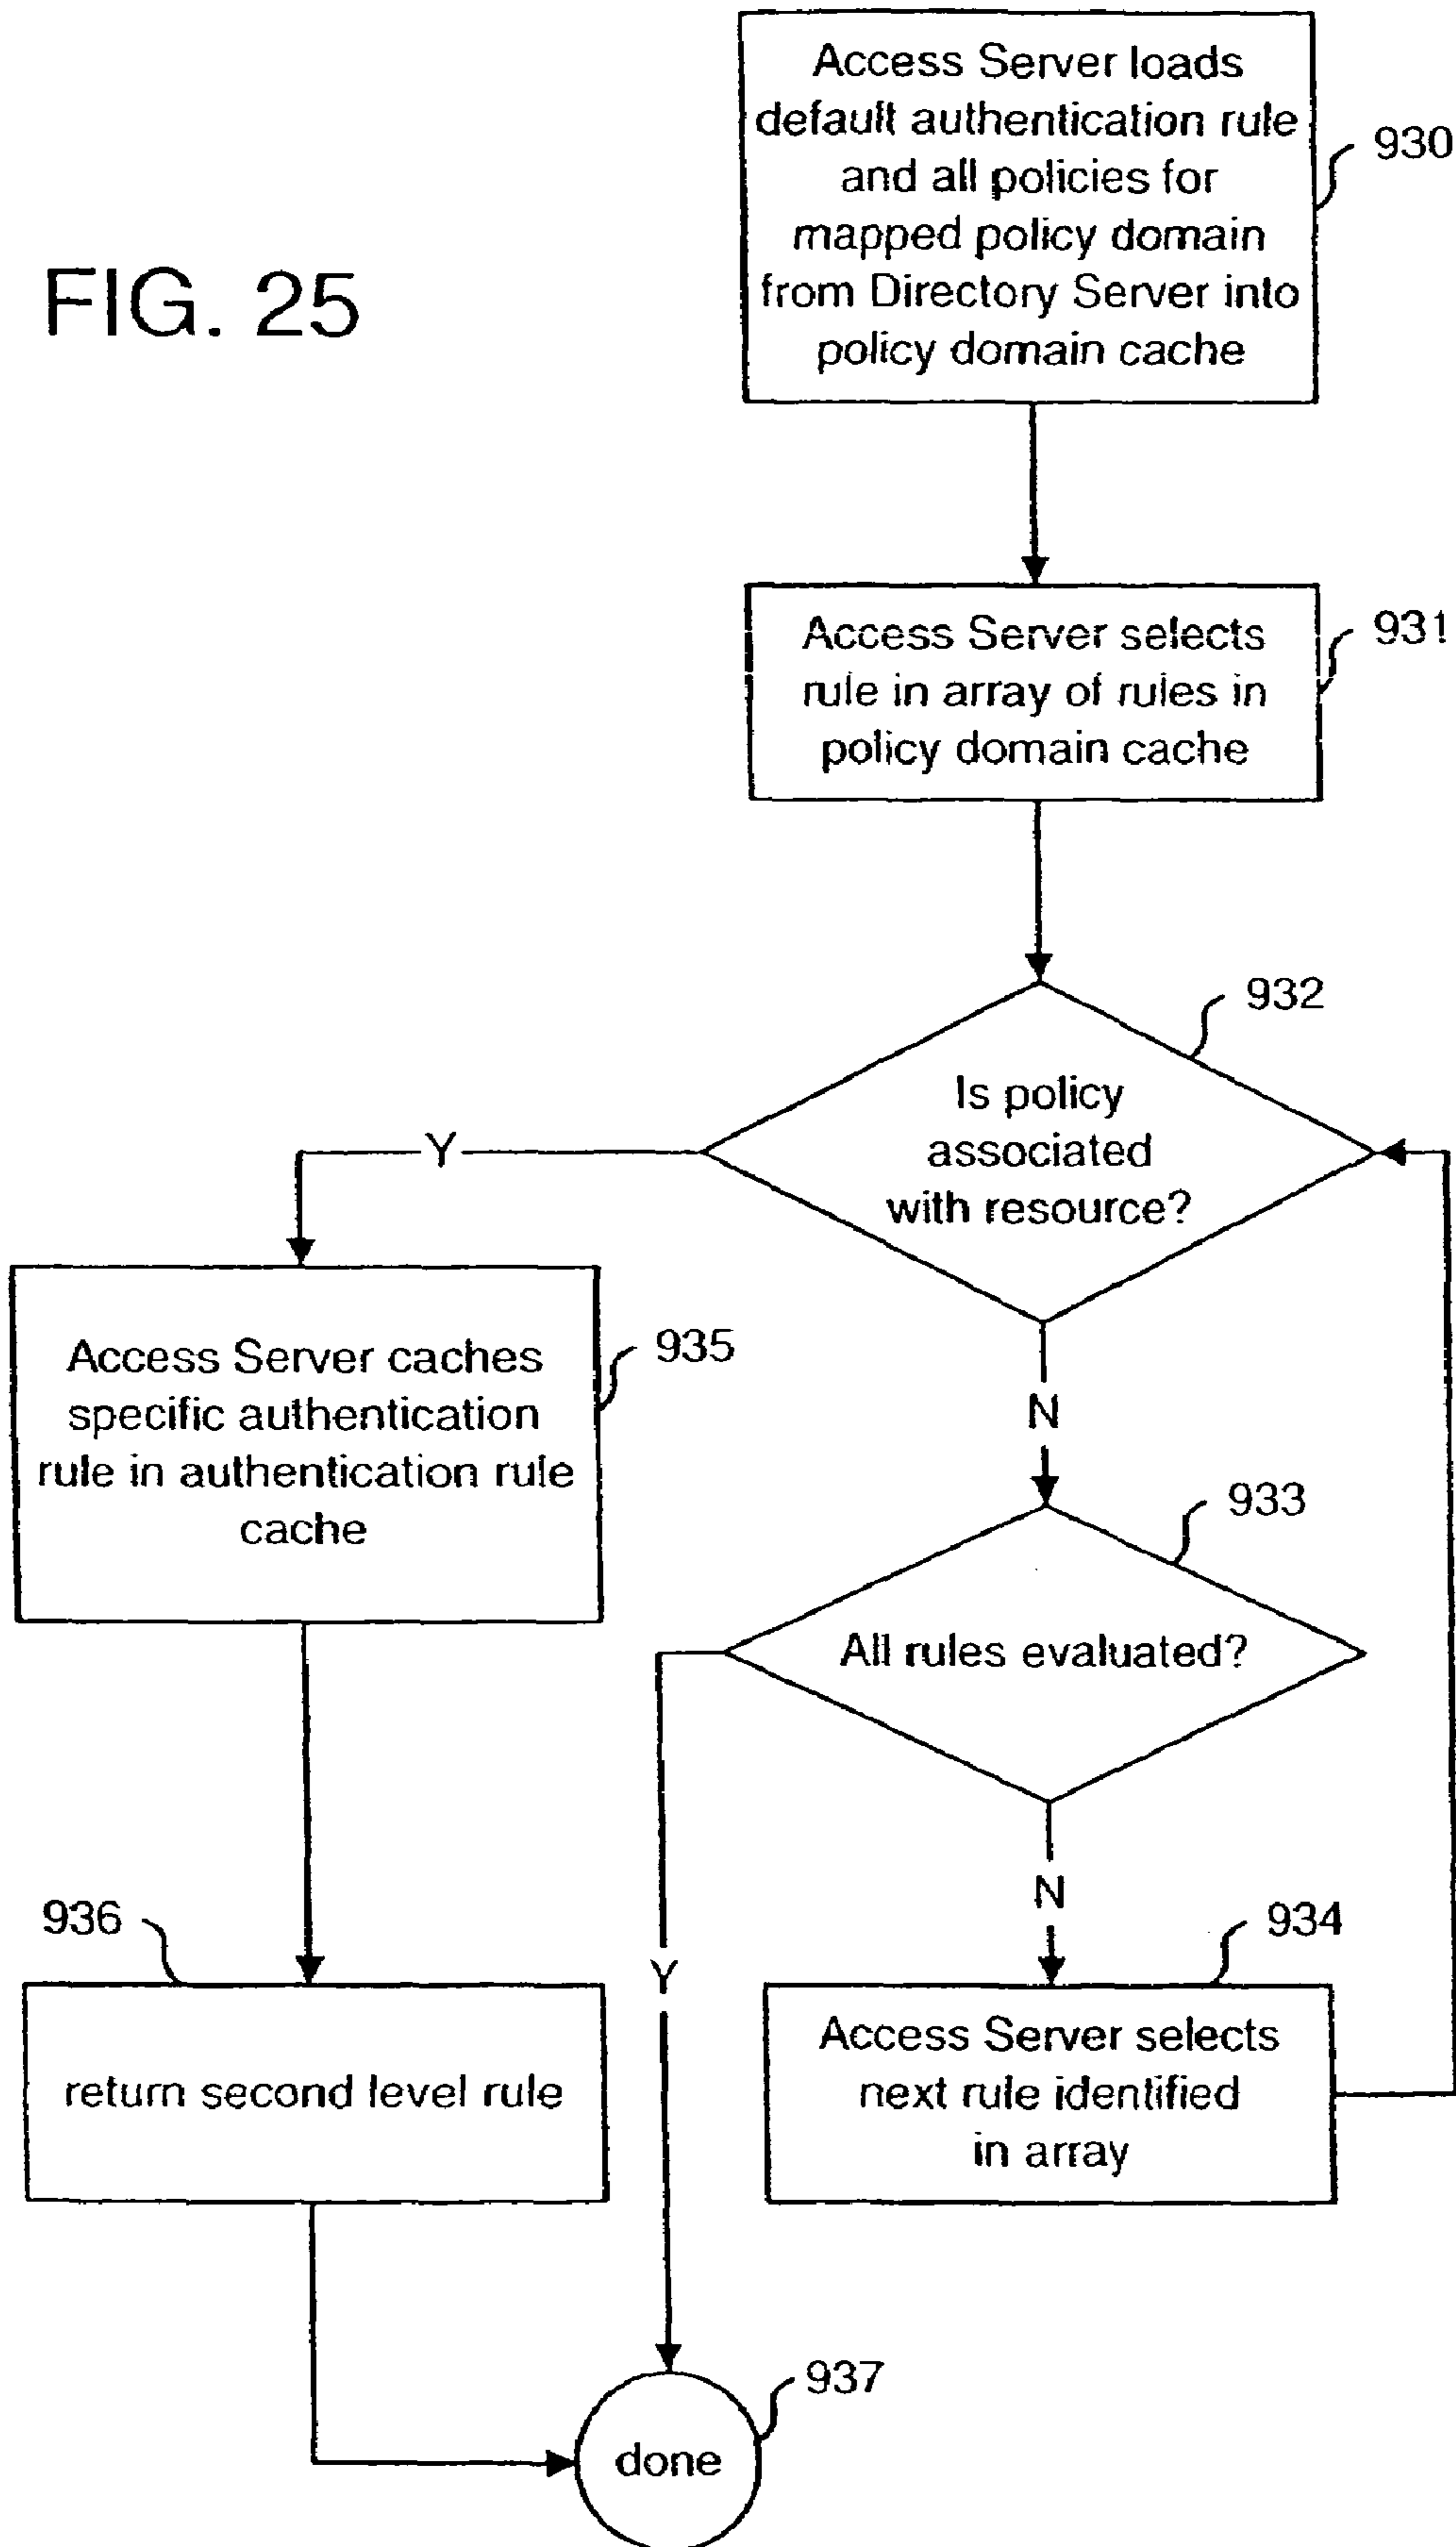 FIG. 25
Access Server loads
default authentication rule
and all policies for
mapped policy domain
from Directory Server into
policy domain cache
930
Access Server selects
rule in array of rules in
policy domain cache
931
932
Is policy
associated
with resource?
Y
N
Access Server caches
specific authentication
rule in authentication rule
cache
935
933
All rules evaluated?
Y
N
936
return second level rule
934
Access Server selects
next rule identified
in array
937
done